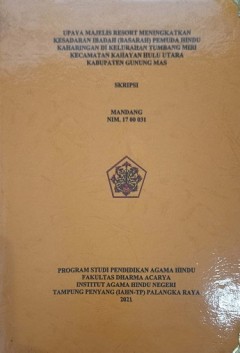 UPAYA MAJELIS RESORT MENINGKATKAN
KESADARAN IBADAH (BASARAH) PEMUDA HINDU
KAHARINGAN DI KELURAHAN TUMBANG MIRI
KECAMATAN KAHAYAN HULU UTARA
KABUPATEN GUNUNG MAS
SKRIPSI
MANDANG
NIM. 17 00 031
PROGRAM STUDI PENDIDIKAN AGAMA HINDU
FAKULTAS DHARMA ACARYA
INSTITUT AGAMA HINDU NEGERI
TAMPUNG PENYANG (IAHN-TP) PALANGKA RAYA
2021